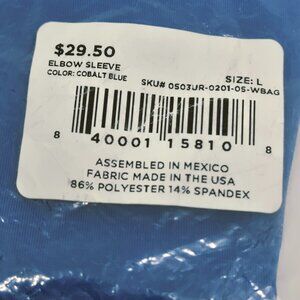 $29.50
ELBOW SLEEVE
COLOR: COBALT BLUE
SIZE: L
SKU# 0503UR-0201-05-WBAG
8 40001 15810 8
ASSEMBLED IN MEXICO
FABRIC MADE IN THE USA
86% POLYESTER 14% SPANDEX